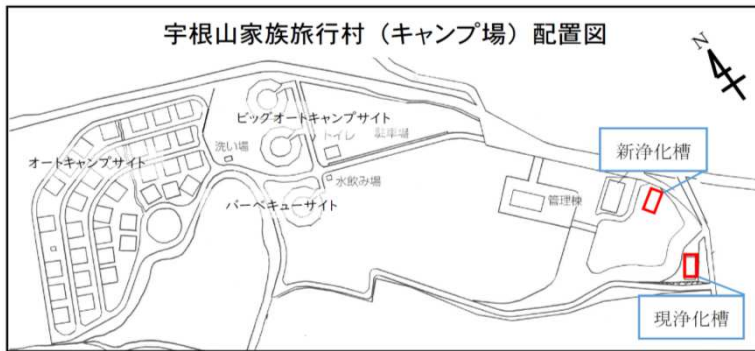 宇根山家族旅行村（キャンプ場）配置図
N
ビッグオートキャンプサイト
トイレ
駐車場
オートキャンプサイト
洗い場
水飲み場
バーベキューサイト
管理棟
新浄化槽
現浄化槽